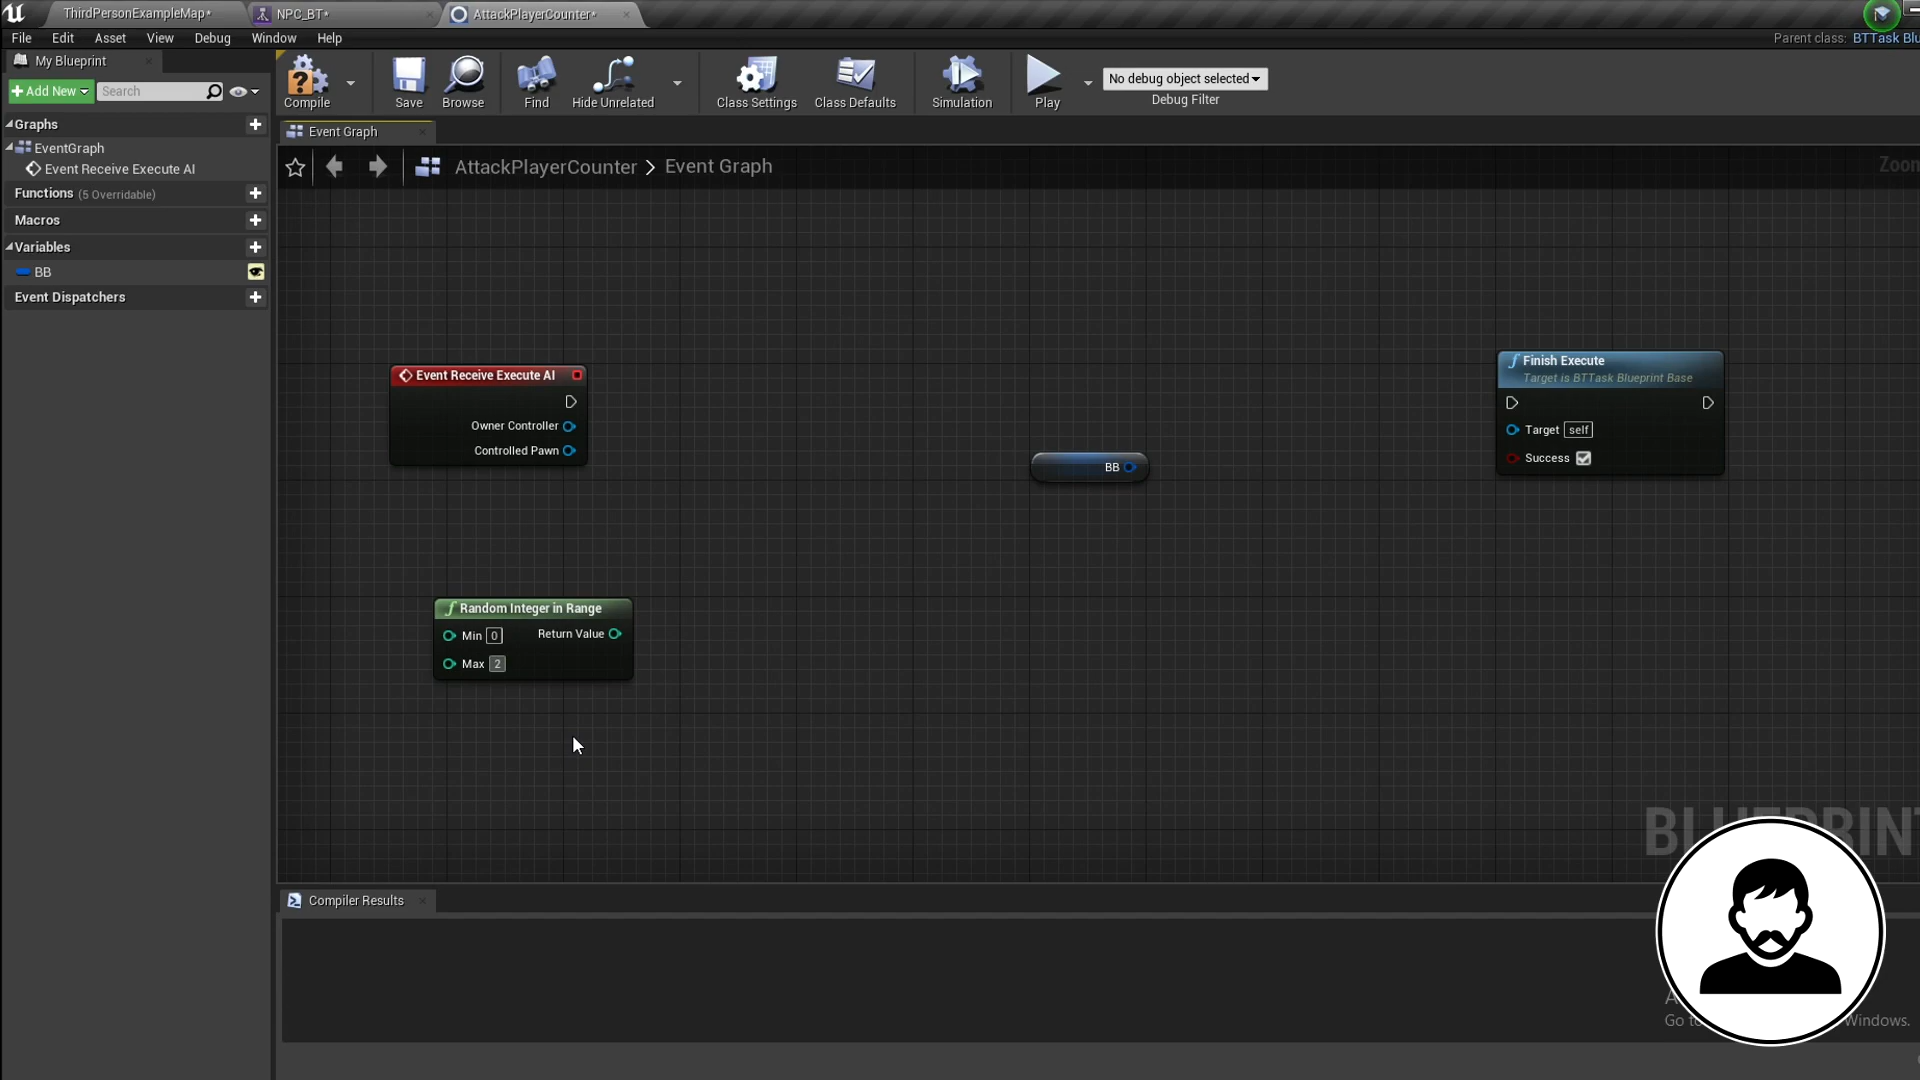 ThirdPersonExampleMap*
NPC_BT*
AttackPlayerCounter*
File Edit Asset View Debug Window Help
Parent class: BTTask Blu
My Blueprint
+Add New Search
Compile
Save
Browse
Find
Hide Unrelated
Class Settings
Class Defaults
Simulation
Play
No debug object selected
Debug Filter
Graphs
EventGraph
Event Receive Execute AI
Functions (5 Overridable)
Macros
Variables
BB
Event Dispatchers
Event Graph
AttackPlayerCounter > Event Graph
Zoom
Event Receive Execute AI
Owner Controller
Controlled Pawn
BB
Finish Execute
Target is BTTask Blueprint Base
Target self
Success
Random Integer in Range
Min 0 Return Value
Max 2
Compiler Results
Windows.